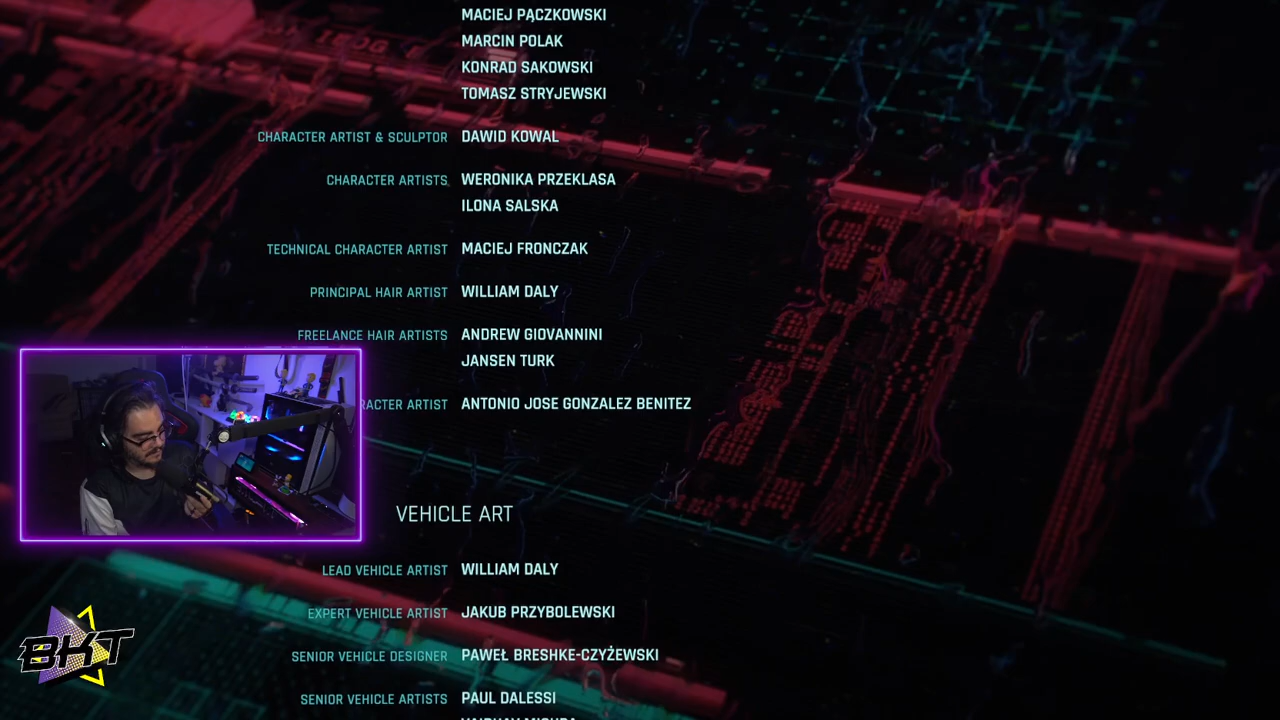 MACIEJ PĄCZKOWSKI
MARCIN POLAK
KONRAD SAKOWSKI
TOMASZ STRYJEWSKI
CHARACTER ARTIST & SCULPTOR DAWID KOWAL
CHARACTER ARTISTS WERONIKA PRZEKLASA
ILONA SALSKA
TECHNICAL CHARACTER ARTIST MACIEJ FRONCZAK
PRINCIPAL HAIR ARTIST WILLIAM DALY
FREELANCE HAIR ARTISTS ANDREW GIOVANNINI
JANSEN TURK
ARTIST ANTONIO JOSE GONZALEZ BENITEZ
VEHICLE ART
LEAD VEHICLE ARTIST WILLIAM DALY
EXPERT VEHICLE ARTIST JAKUB PRZYBOLEWSKI
SENIOR VEHICLE DESIGNER PAWEŁ BRESHKE-CZYŻEWSKI
SENIOR VEHICLE ARTISTS PAUL DALESSI
BKT